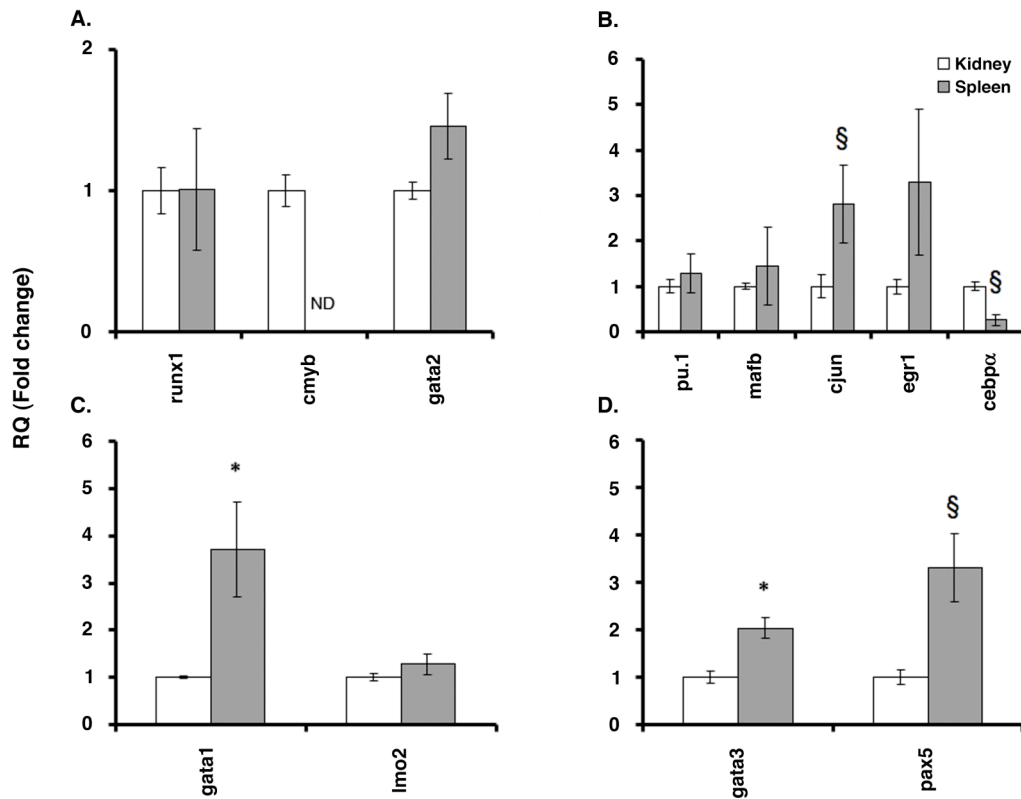 A.
2
1
0
ND
runx1
cmyb
gata2
B.
6
5
4
3
2
1
0
§
§
Kidney
Spleen
pu.1
mafb
cjun
egr1
cebpα
RQ (Fold change)
C.
6
5
4
3
2
1
0
*
gata1
lmo2
D.
6
5
4
3
2
1
0
*
§
gata3
pax5